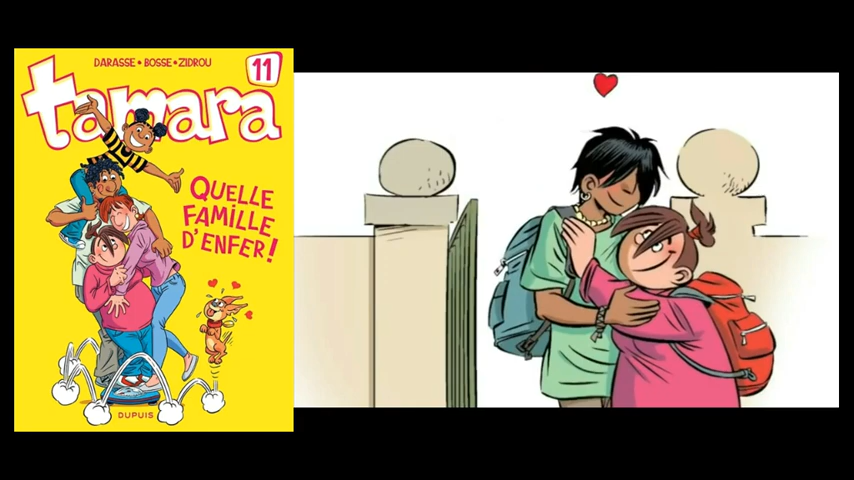 DARASSE • BOSSE • ZIDROU
11
tamara
QUELLE
FAMILLE
D'ENFER!
DUPUIS